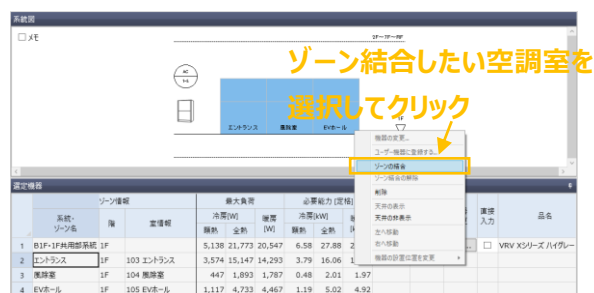 系統図
メモ
2F~7F~RF
ゾーン結合したい空調室を
選択してクリック
AC
1-1
エントランス 風除室 EVホール
1F
機器の変更...
ユーザー機器に登録する...
ゾーンの結合
ゾーン結合の解除
削除
天井の表示
天井の非表示
左へ移動
右へ移動
機器の設置位置を変更
選定機器
ゾーン情報 最大負荷 必要能力 [定格]
系統・ゾーン名 階 室情報 冷房[W] 暖房[W] 冷房[kW] 直接入力 品名
顕熱 全熱 顕熱 全熱
1 B1F・1F共用部系統 1F 5,138 21,773 20,547 6.58 27.88 VRV Xシリーズ ハイグレー
2 エントランス 1F 103 エントランス 3,574 15,147 14,293 3.79 16.06
3 風除室 1F 104 風除室 447 1,893 1,787 0.48 2.01 1.97
4 EVホール 1F 105 EVホール 1,117 4,733 4,467 1.19 5.02 4.92